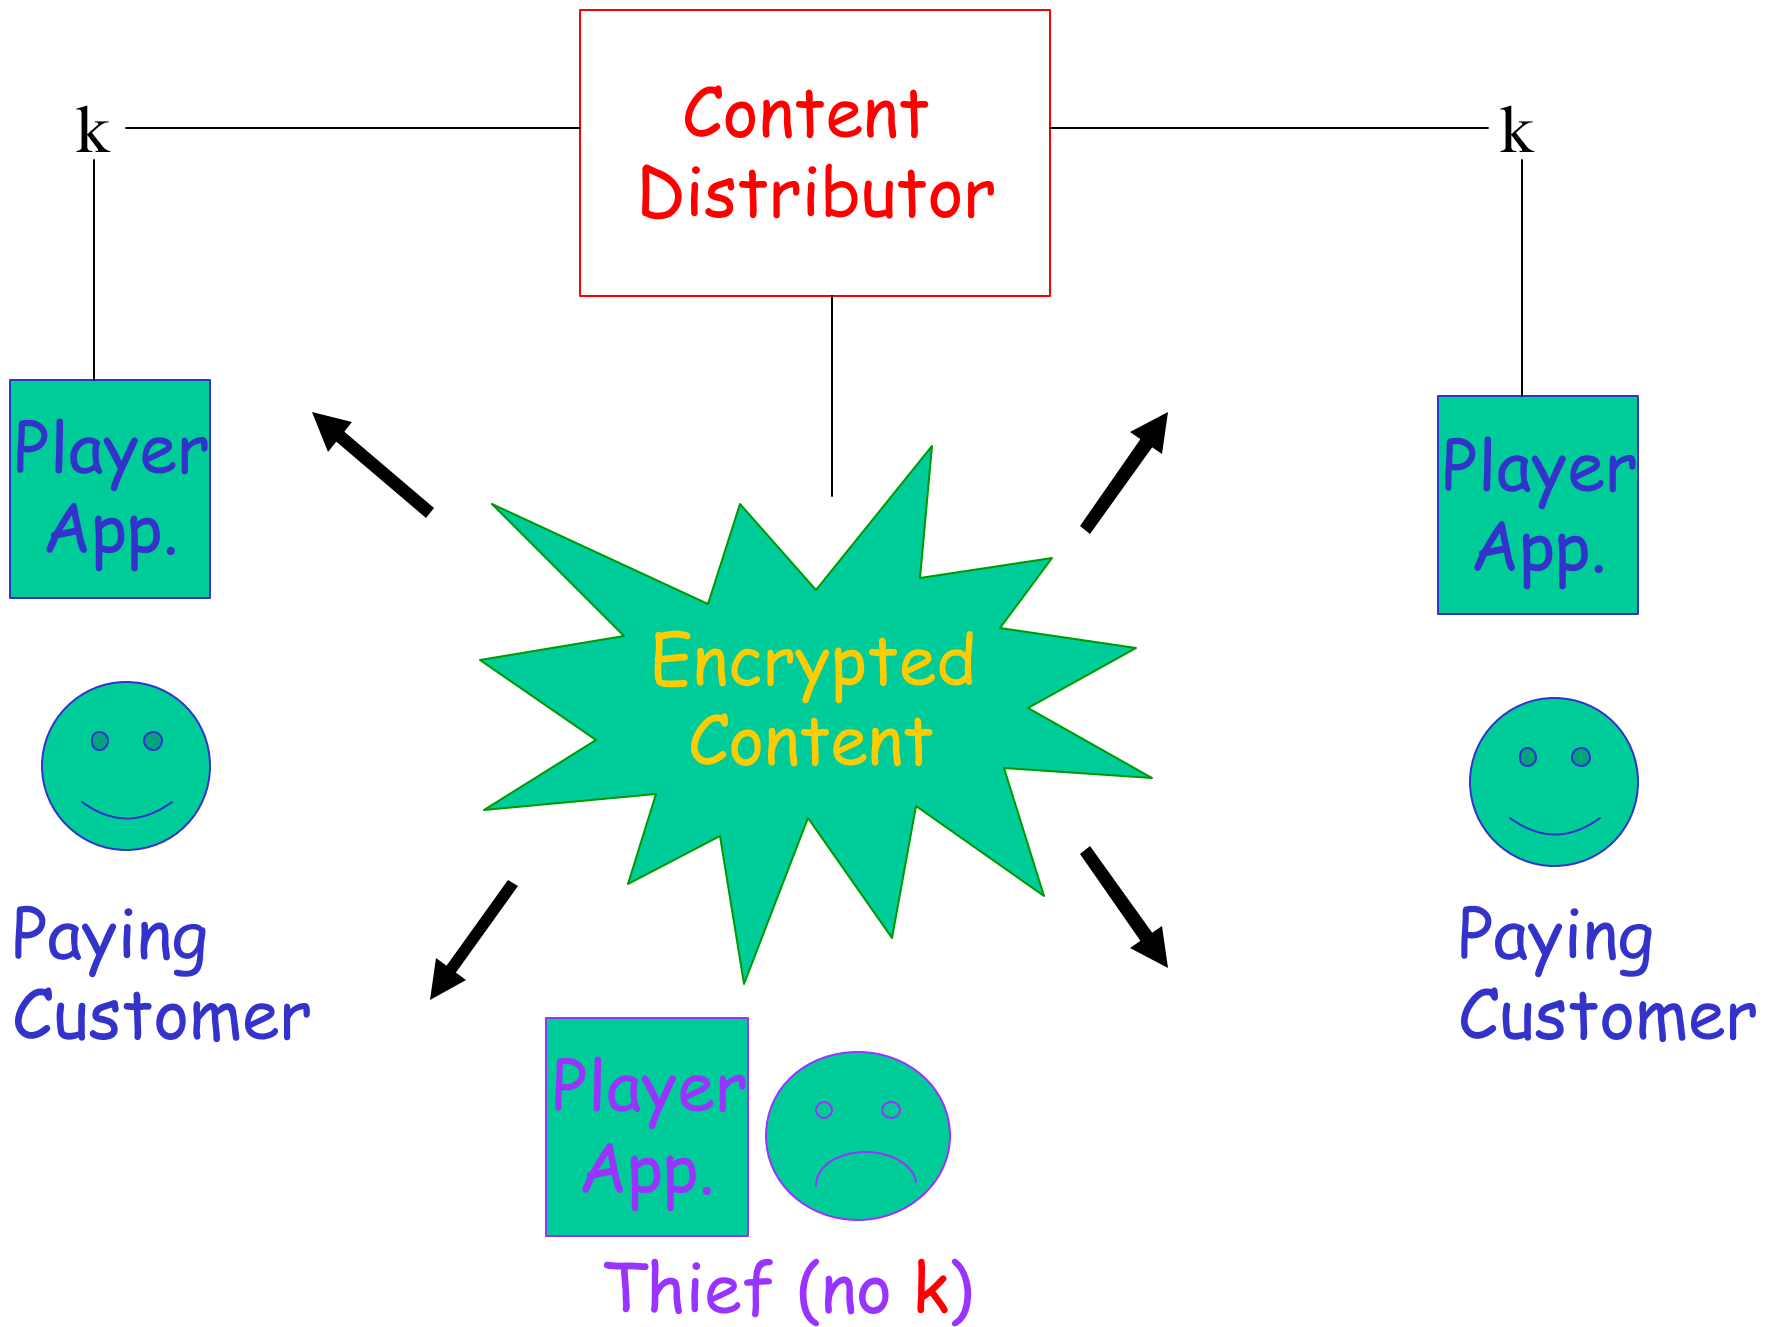 Content
Distributor
k
k
Player
App.
Player
App.
Encrypted
Content
Paying
Customer
Paying
Customer
Player
App.
Thief (no k)